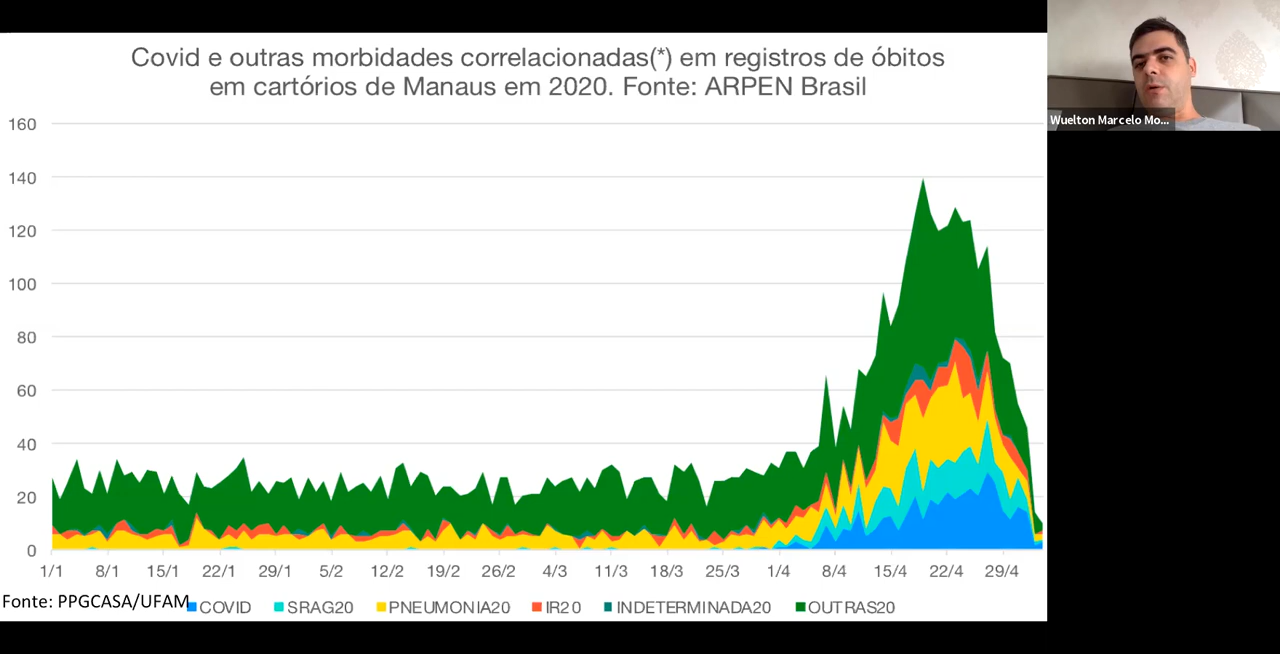 Covid e outras morbidades correlacionadas(*) em registros de óbitos
em cartórios de Manaus em 2020. Fonte: ARPEN Brasil
Wuelton Marcelo Mo...
160
140
120
100
80
60
40
20
0
1/1 8/1 15/1 22/1 29/1 5/2 12/2 19/2 26/2 4/3 11/3 18/3 25/3 1/4 8/4 15/4 22/4 29/4
Fonte: PPGCASA/UFAM COVID SRAG20 PNEUMONIA20 IR20 INDETERMINADA20 OUTRAS20